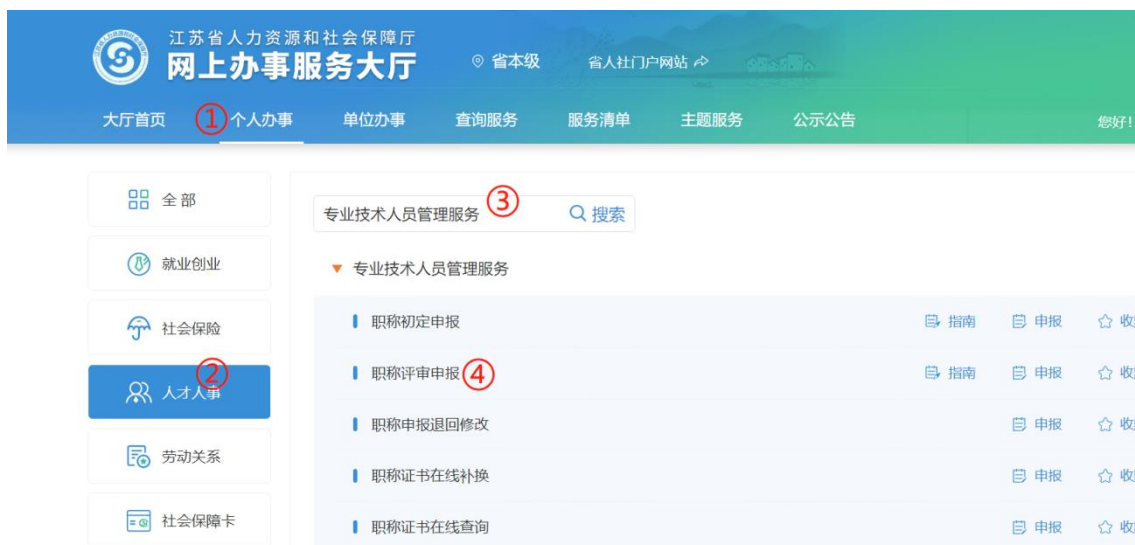 江苏省人力资源和社会保障厅
网上办事服务大厅 省本级 省人社门户网站
大厅首页 ① 个人办事 单位办事 查询服务 服务清单 主题服务 公示公告 您好!
全部
专业技术人员管理服务 ③ 搜索
就业创业
专业技术人员管理服务
社会保险
职称初定申报 指南 申报 收
② 人才人事
职称评审申报 ④ 指南 申报 收
职称申报退回修改 申报 收
劳动关系
职称证书在线补换 申报 收
社会保障卡
职称证书在线查询 申报 收